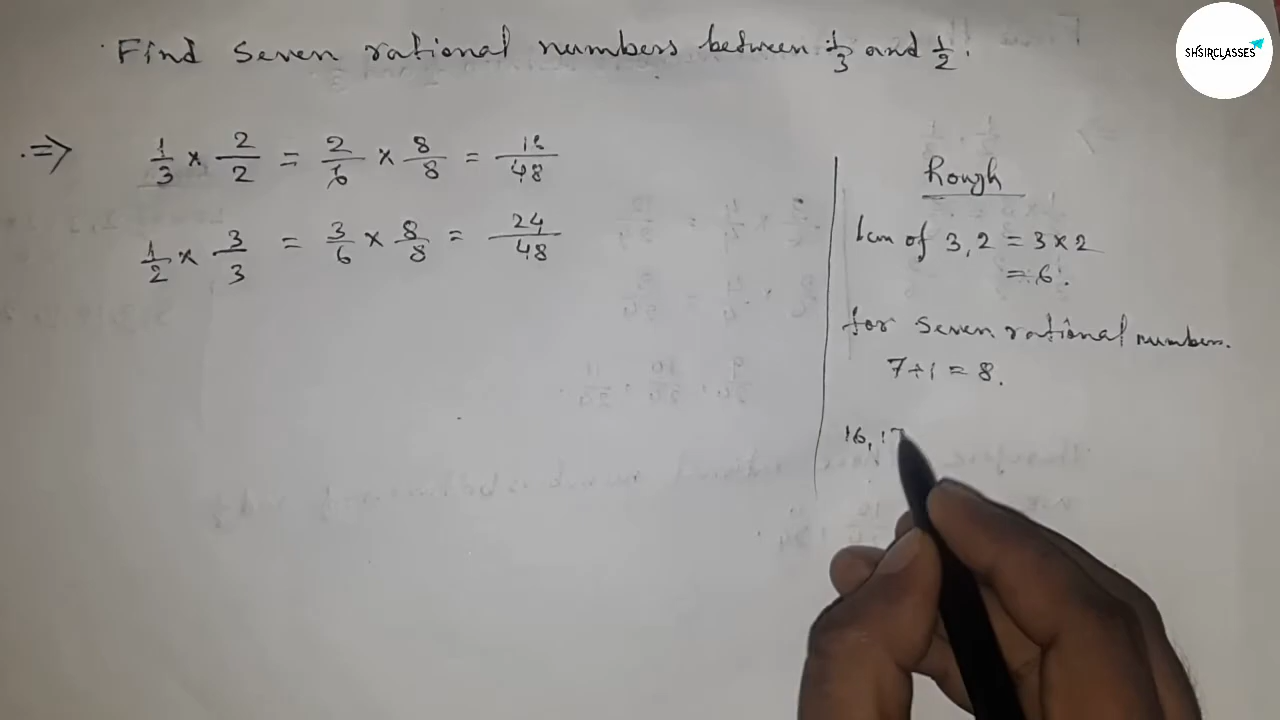 Find seven rational numbers between 1/3 and 1/2.
SHSIRCLASSES
=> 1/3 × 2/2 = 2/6 × 8/8 = 16/48
1/2 × 3/3 = 3/6 × 8/8 = 24/48
Rough
lcm of 3, 2 = 3 × 2
= 6.
for seven rational numbers.
7+1 = 8.
16, 17